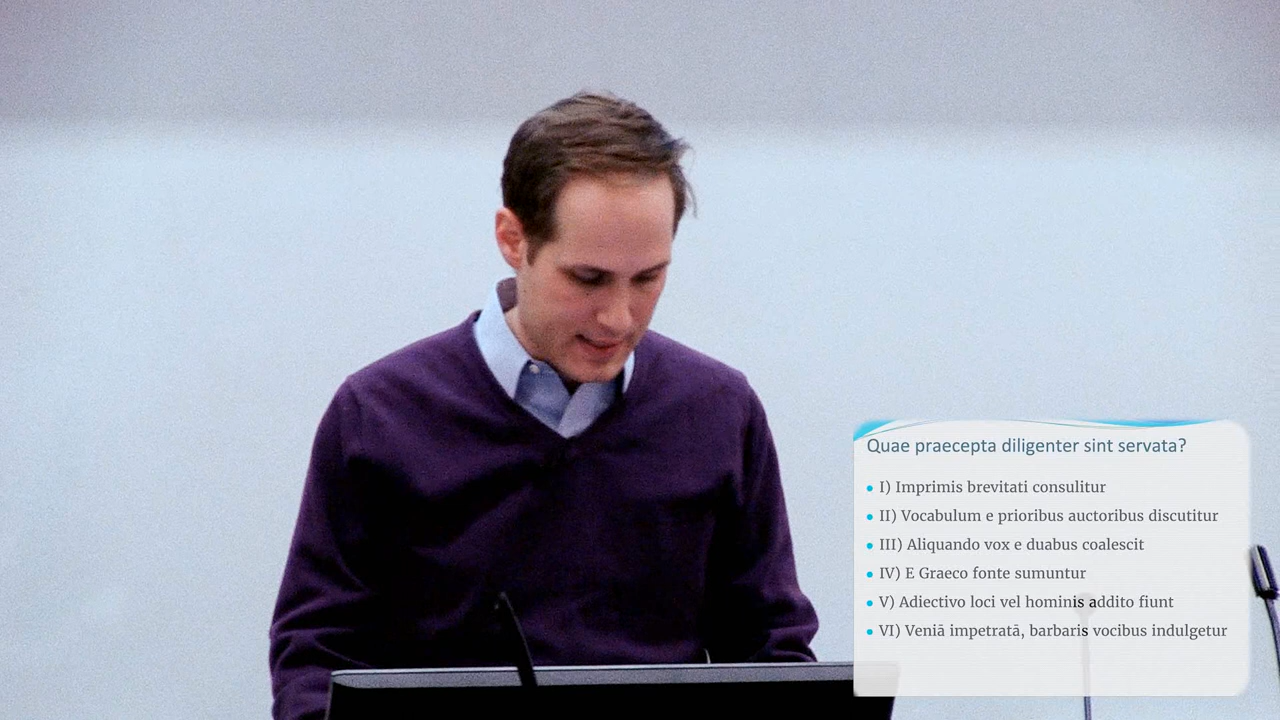 Quae praecepta diligenter sint servata?
• I) Imprimis brevitati consulitur
• II) Vocabulum e prioribus auctoribus discutitur
• III) Aliquando vox e duabus coalescit
• IV) E Graeco fonte sumuntur
• V) Adiectivo loci vel hominis addito fiunt
• VI) Veniā impetratā, barbaris vocibus indulgetur